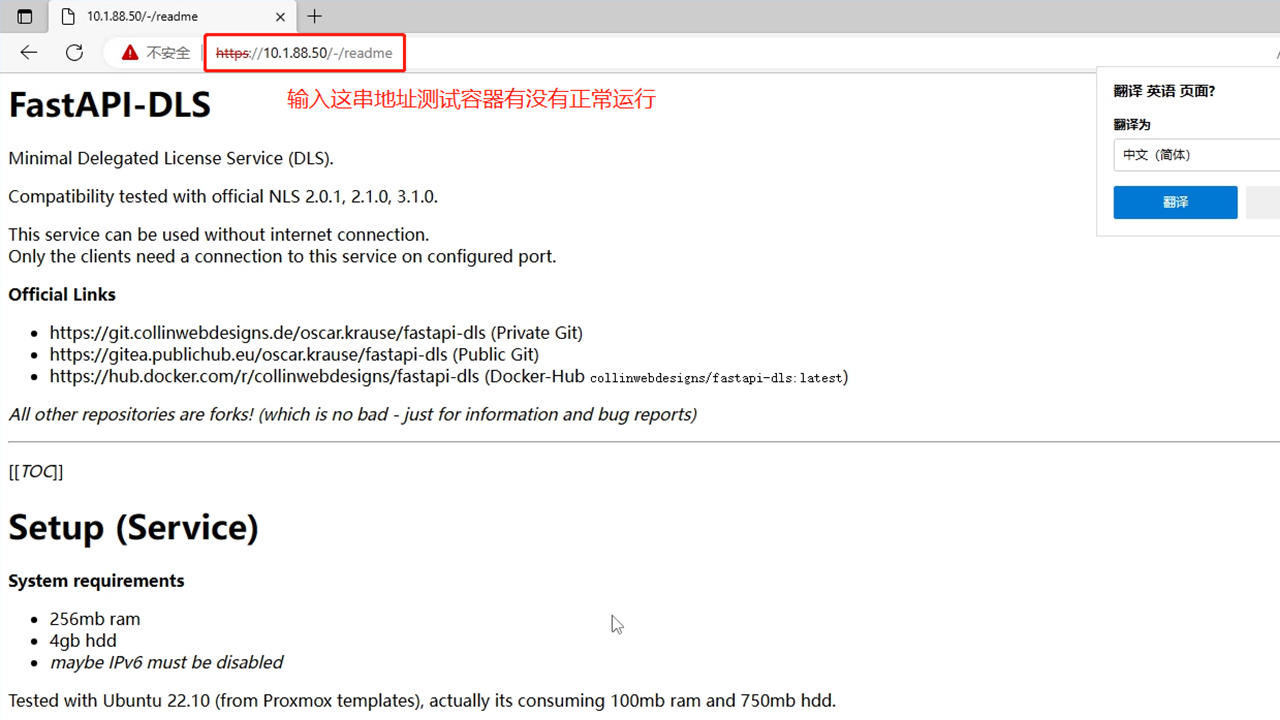 10.1.88.50/-/readme
不安全
https://10.1.88.50/-/readme
FastAPI-DLS
输入这串地址测试容器有没有正常运行
翻译 英语 页面?
翻译为
中文（简体）
翻译
Minimal Delegated License Service (DLS).
Compatibility tested with official NLS 2.0.1, 2.1.0, 3.1.0.
This service can be used without internet connection.
Only the clients need a connection to this service on configured port.
Official Links
• https://git.collinwebdesigns.de/oscar.krause/fastapi-dls (Private Git)
• https://gitea.publichub.eu/oscar.krause/fastapi-dls (Public Git)
• https://hub.docker.com/r/collinwebdesigns/fastapi-dls (Docker-Hub collinwebdesigns/fastapi-dls:latest)
All other repositories are forks! (which is no bad - just for information and bug reports)
[[TOC]]
Setup (Service)
System requirements
• 256mb ram
• 4gb hdd
• maybe IPv6 must be disabled
Tested with Ubuntu 22.10 (from Proxmox templates), actually its consuming 100mb ram and 750mb hdd.